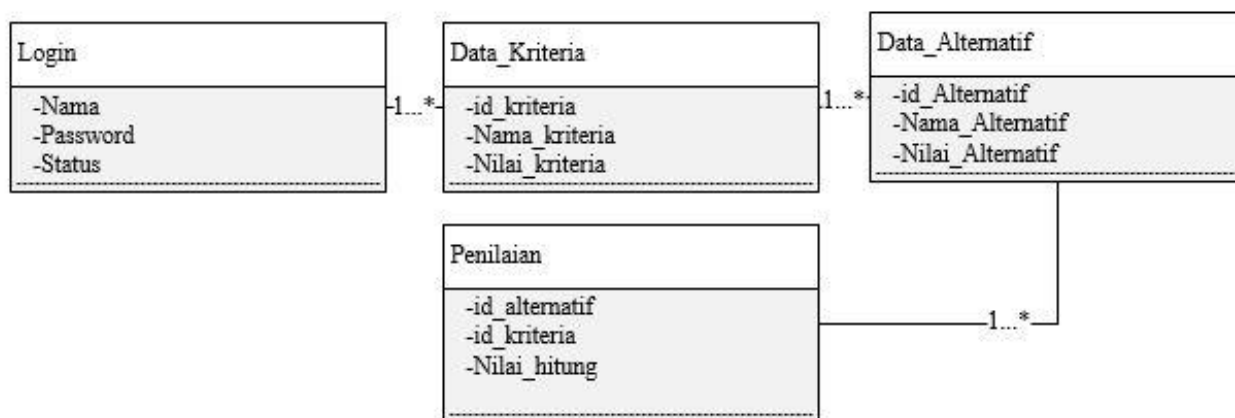 Login
-Nama
-Password
-Status
1...*
Data_Kriteria
-id_kriteria
-Nama_kriteria
-Nilai_kriteria
1...*
Data_Alternatif
-id_Alternatif
-Nama_Alternatif
-Nilai_Alternatif
Penilaian
-id_alternatif
-id_kriteria
-Nilai_hitung
1...*